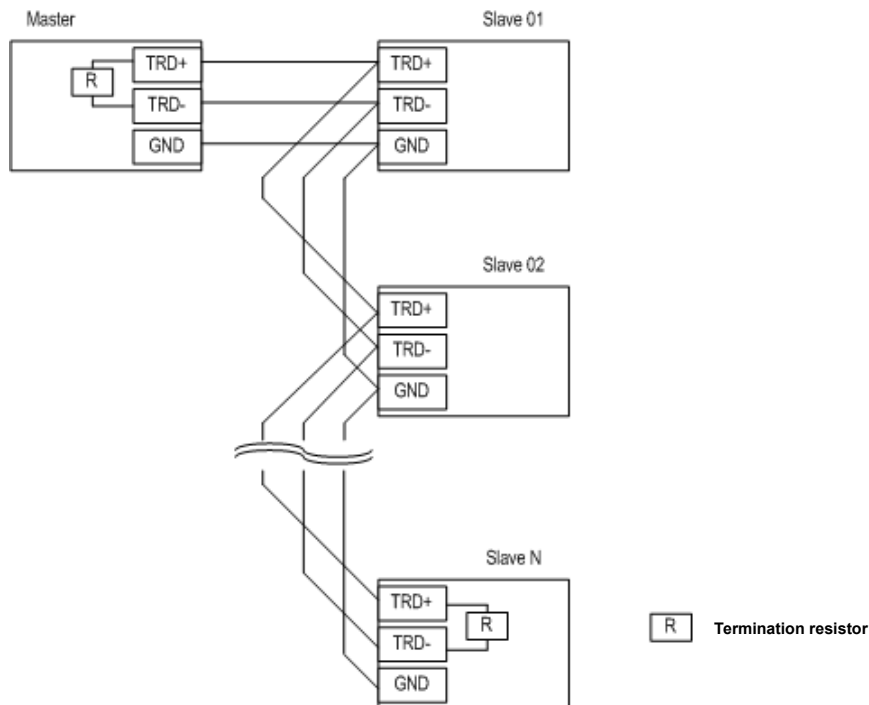 Master
Slave 01
R
TRD+
TRD-
GND
TRD+
TRD-
GND
Slave 02
TRD+
TRD-
GND
Slave N
TRD+
TRD-
GND
R
R
Termination resistor